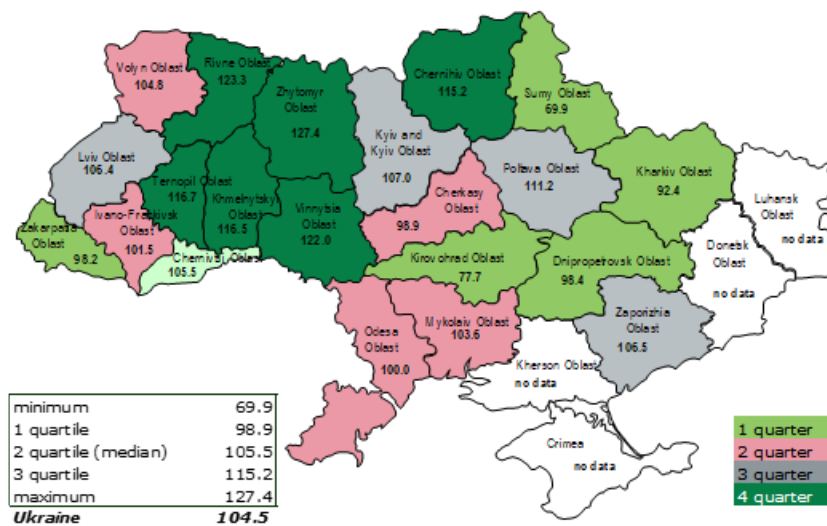 Volyn Oblast
104.8
Rivne Oblast
123.3
Zhytomyr
Oblast
127.4
Chernihiv Oblast
115.2
Sumy Oblast
69.9
Kyiv and
Kyiv Oblast
107.0
Lviv Oblast
106.4
Ternopil Oblast
116.7
Khmelnytsky
Oblast
116.5
Vinnytsia
Oblast
122.0
Cherkasy
Oblast
98.9
Poltava Oblast
111.2
Kharkiv Oblast
92.4
Luhansk
Oblast
no data
Zakarpattia
Oblast
98.2
Ivano-Frankivsk
Oblast
101.5
Chernivtsi Oblast
105.5
Kirovohrad Oblast
77.7
Dnipropetrovsk Oblast
98.4
Donetsk
Oblast
no data
Odesa
Oblast
100.0
Mykolaiv Oblast
103.6
Zaporizhia
Oblast
106.5
Kherson Oblast
no data
Crimea
no data
minimum 69.9
1 quartile 98.9
2 quartile (median) 105.5
3 quartile 115.2
maximum 127.4
Ukraine 104.5
1 quarter
2 quarter
3 quarter
4 quarter